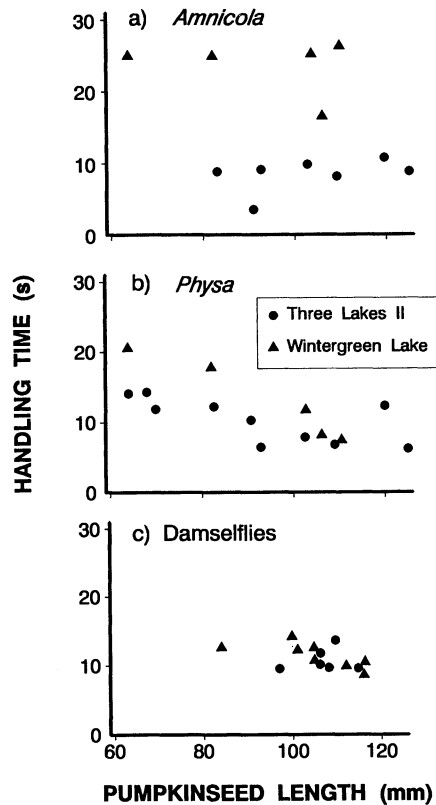 a) Amnicola
30
20
10
0
b) Physa
30
20
10
0
Three Lakes II
Wintergreen Lake
c) Damselflies
30
20
10
0
60 80 100 120
HANDLING TIME (s)
PUMPKINSEED LENGTH (mm)